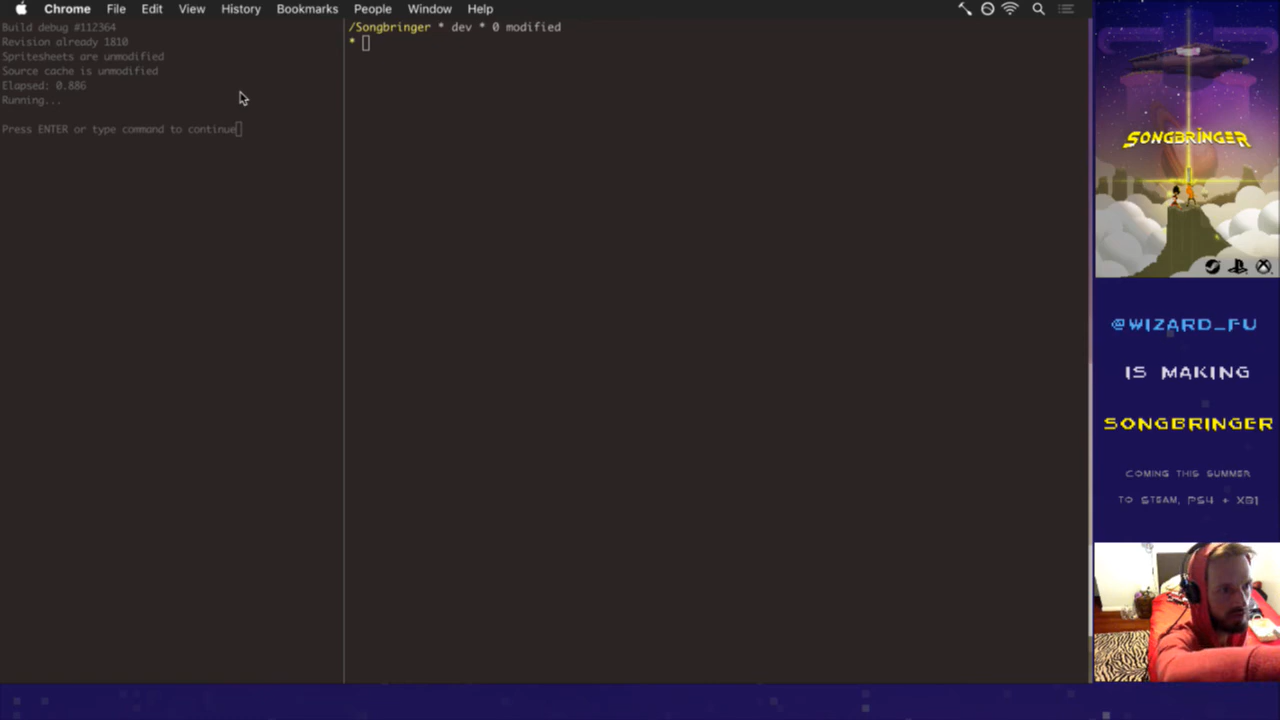 Chrome File Edit View History Bookmarks People Window Help
Build debug #112364
Revision already 1810
Spritesheets are unmodified
Source cache is unmodified
Elapsed: 0.886
Running...
Press ENTER or type command to continue
/Songbringer * dev * 0 modified
*
SONGBRINGER
@WIZARD_FU
IS MAKING
SONGBRINGER
COMING THIS SUMMER
TO STEAM, PS4 + XB1